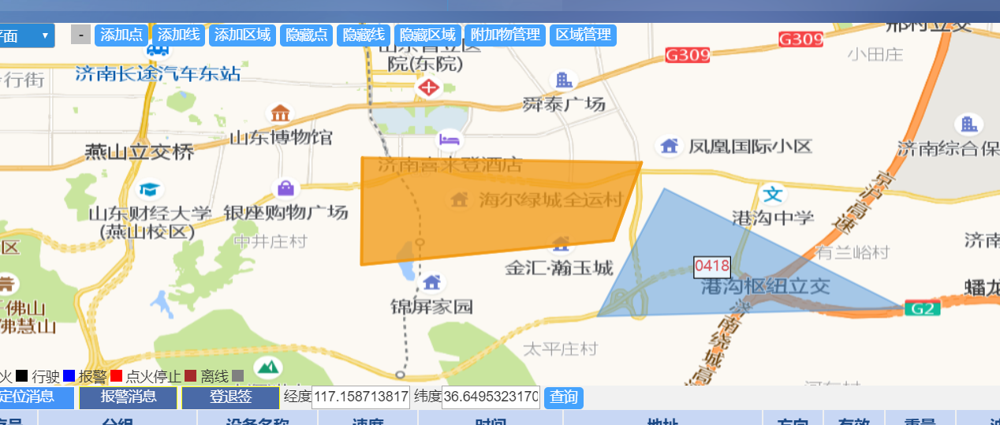 平面
- 添加点 添加线 添加区域 隐藏点 隐藏线 隐藏区域 附加物管理 区域管理
G309
G309
小田庄
院(东院)
济南长途汽车东站
步行街
舜泰广场
山东博物馆
燕山立交桥
凤凰国际小区
济南综合保
济南喜来登酒店
海尔绿城全运村
京沪高速
山东财经大学
(燕山校区)
银座购物广场
中井庄村
港沟中学
济南
区
有兰峪村
0418
金汇·瀚玉城
港沟枢纽立交
蟠龙
锦屏家园
G2
佛山
佛慧山
济南绕城高
太平庄村
火 行驶 报警 点火停止 离线
定位消息 报警消息 登退签 经度 117.158713817 纬度 36.6495323170 查询
序号 分组 设备名称 速度 时间 地址 方向 有效 重量